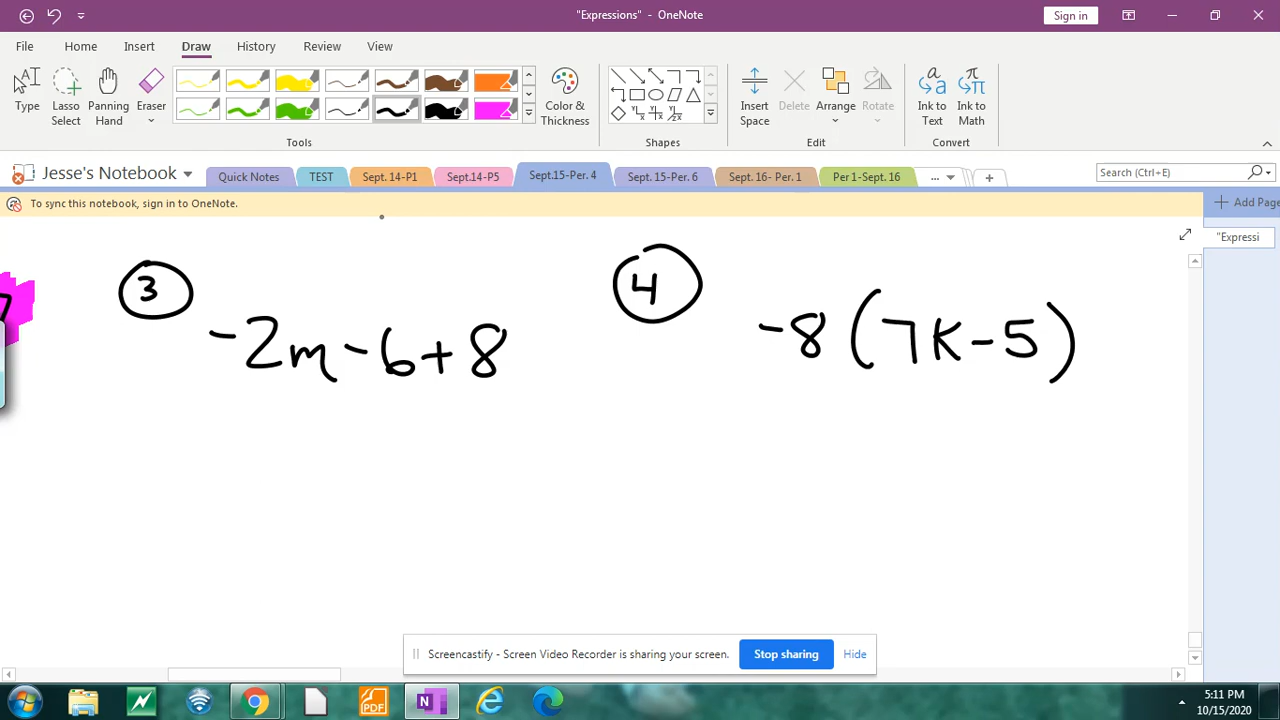 "Expressions" - OneNote
Sign in
File Home Insert Draw History Review View
Type Lasso Select Panning Hand Eraser Color & Thickness Insert Space Delete Arrange Rotate Ink to Text Ink to Math
Tools Shapes Edit Convert
Jesse's Notebook Quick Notes TEST Sept. 14-P1 Sept.14-P5 Sept.15-Per. 4 Sept. 15-Per. 6 Sept. 16- Per. 1 Per 1-Sept. 16 ... Search (Ctrl+E)
To sync this notebook, sign in to OneNote. Add Page
"Expressi
3 4
-2m-6+8 -8(7K-5)
Screencastify - Screen Video Recorder is sharing your screen. Stop sharing Hide
PDF N 5:11 PM
10/15/2020